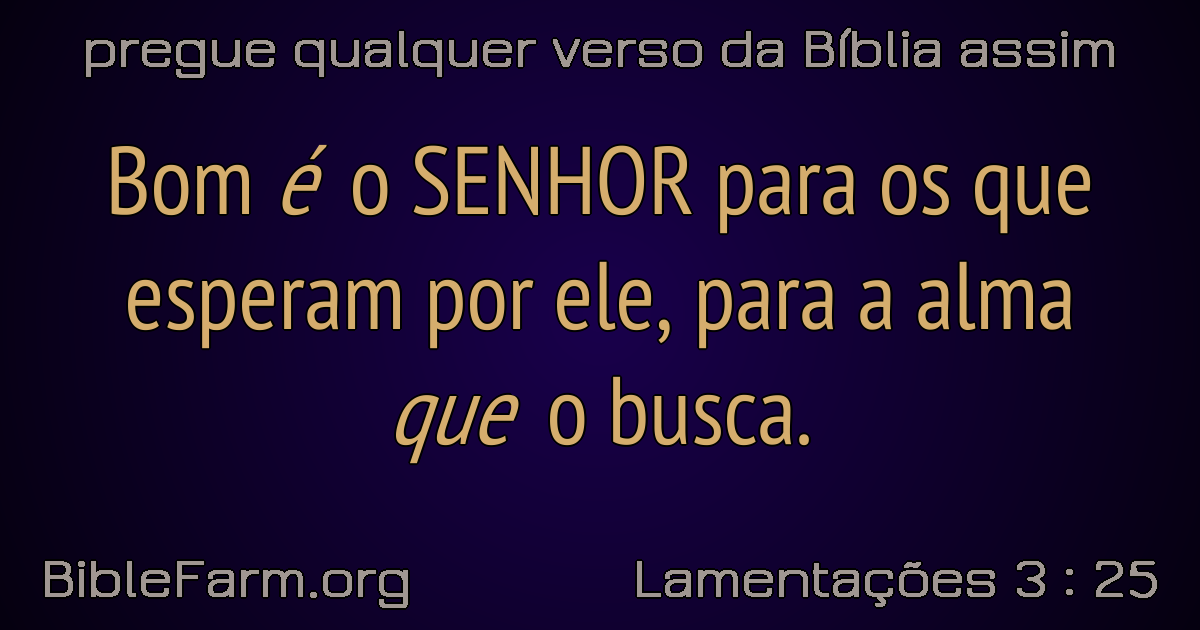 pregue qualquer verso da Bíblia assim
Bom é o SENHOR para os que
esperam por ele, para a alma
que o busca.
BibleFarm.org
Lamentações 3 : 25